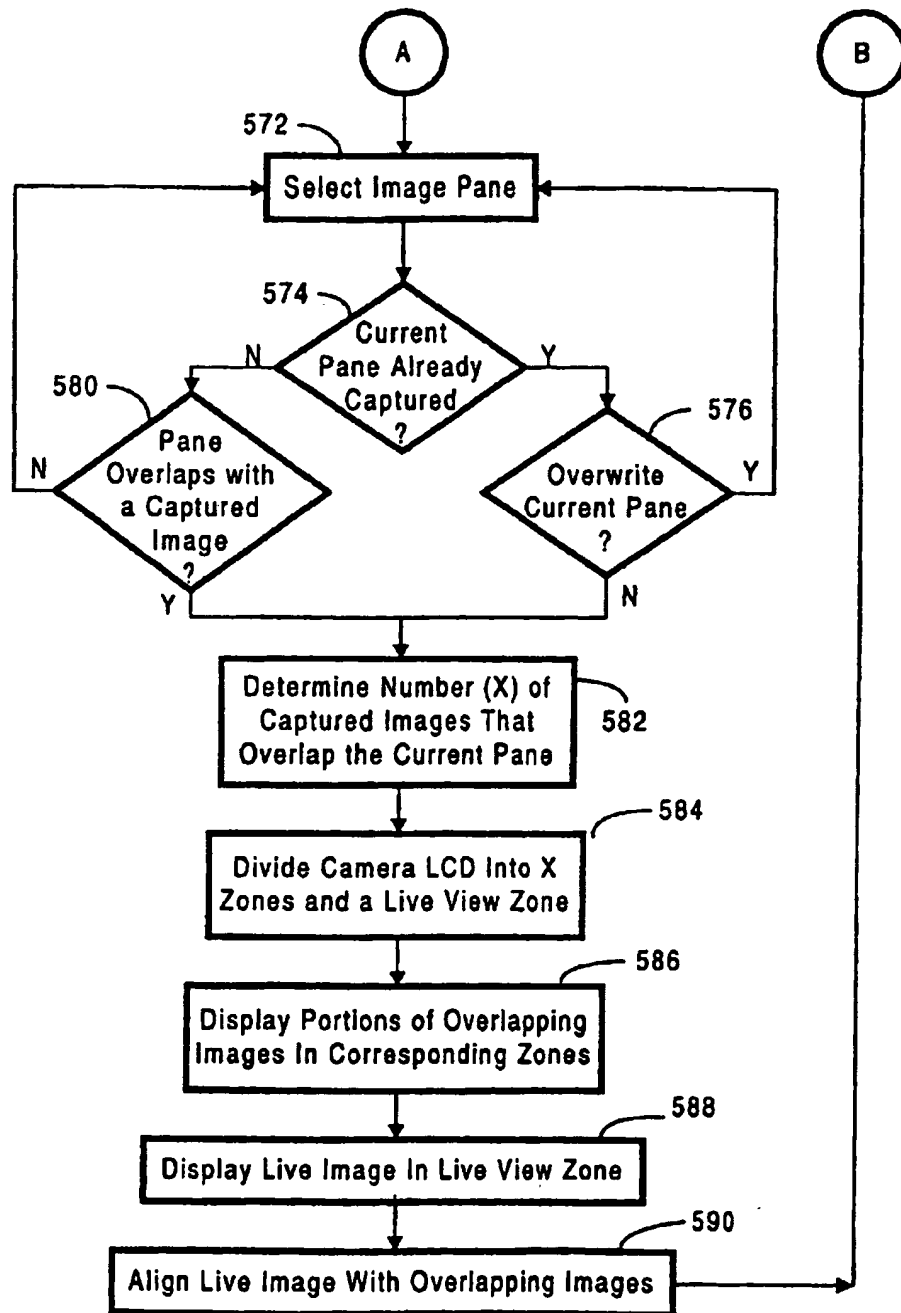 A
B
572
Select Image Pane
574
Current
Pane Already
Captured
?
N
Y
580
Pane
Overlaps with
a Captured
Image
?
N
Y
576
Overwrite
Current Pane
?
Y
N
Determine Number (X) of
Captured Images That
Overlap the Current Pane
582
584
Divide Camera LCD Into X
Zones and a Live View Zone
586
Display Portions of Overlapping
Images In Corresponding Zones
588
Display Live Image In Live View Zone
590
Align Live Image With Overlapping Images